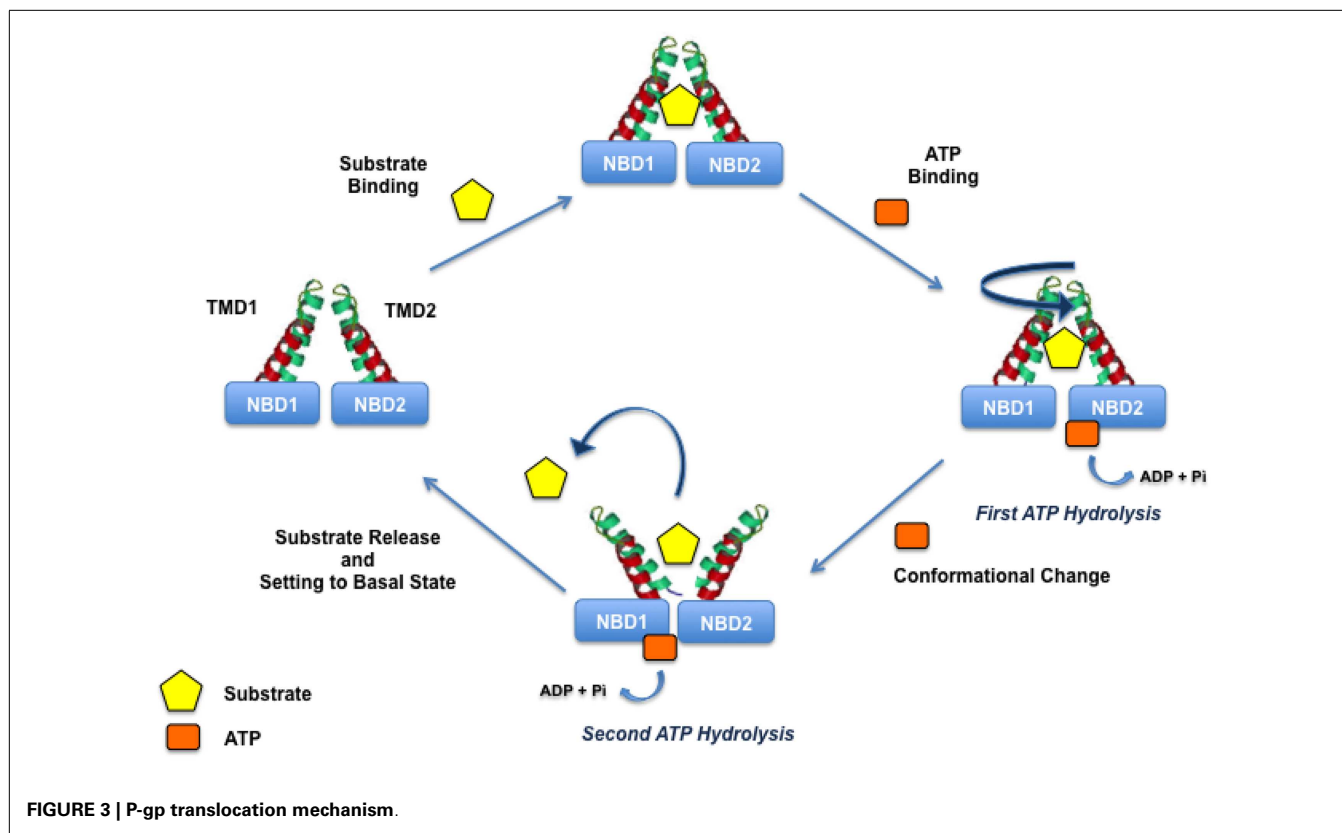 NBD1
NBD2
Substrate
Binding
ATP
Binding
TMD1
TMD2
NBD1
NBD2
NBD1
NBD2
ADP + Pi
First ATP Hydrolysis
Conformational Change
Substrate Release
and
Setting to Basal State
NBD1
NBD2
ADP + Pi
Second ATP Hydrolysis
Substrate
ATP
FIGURE 3 | P-gp translocation mechanism.